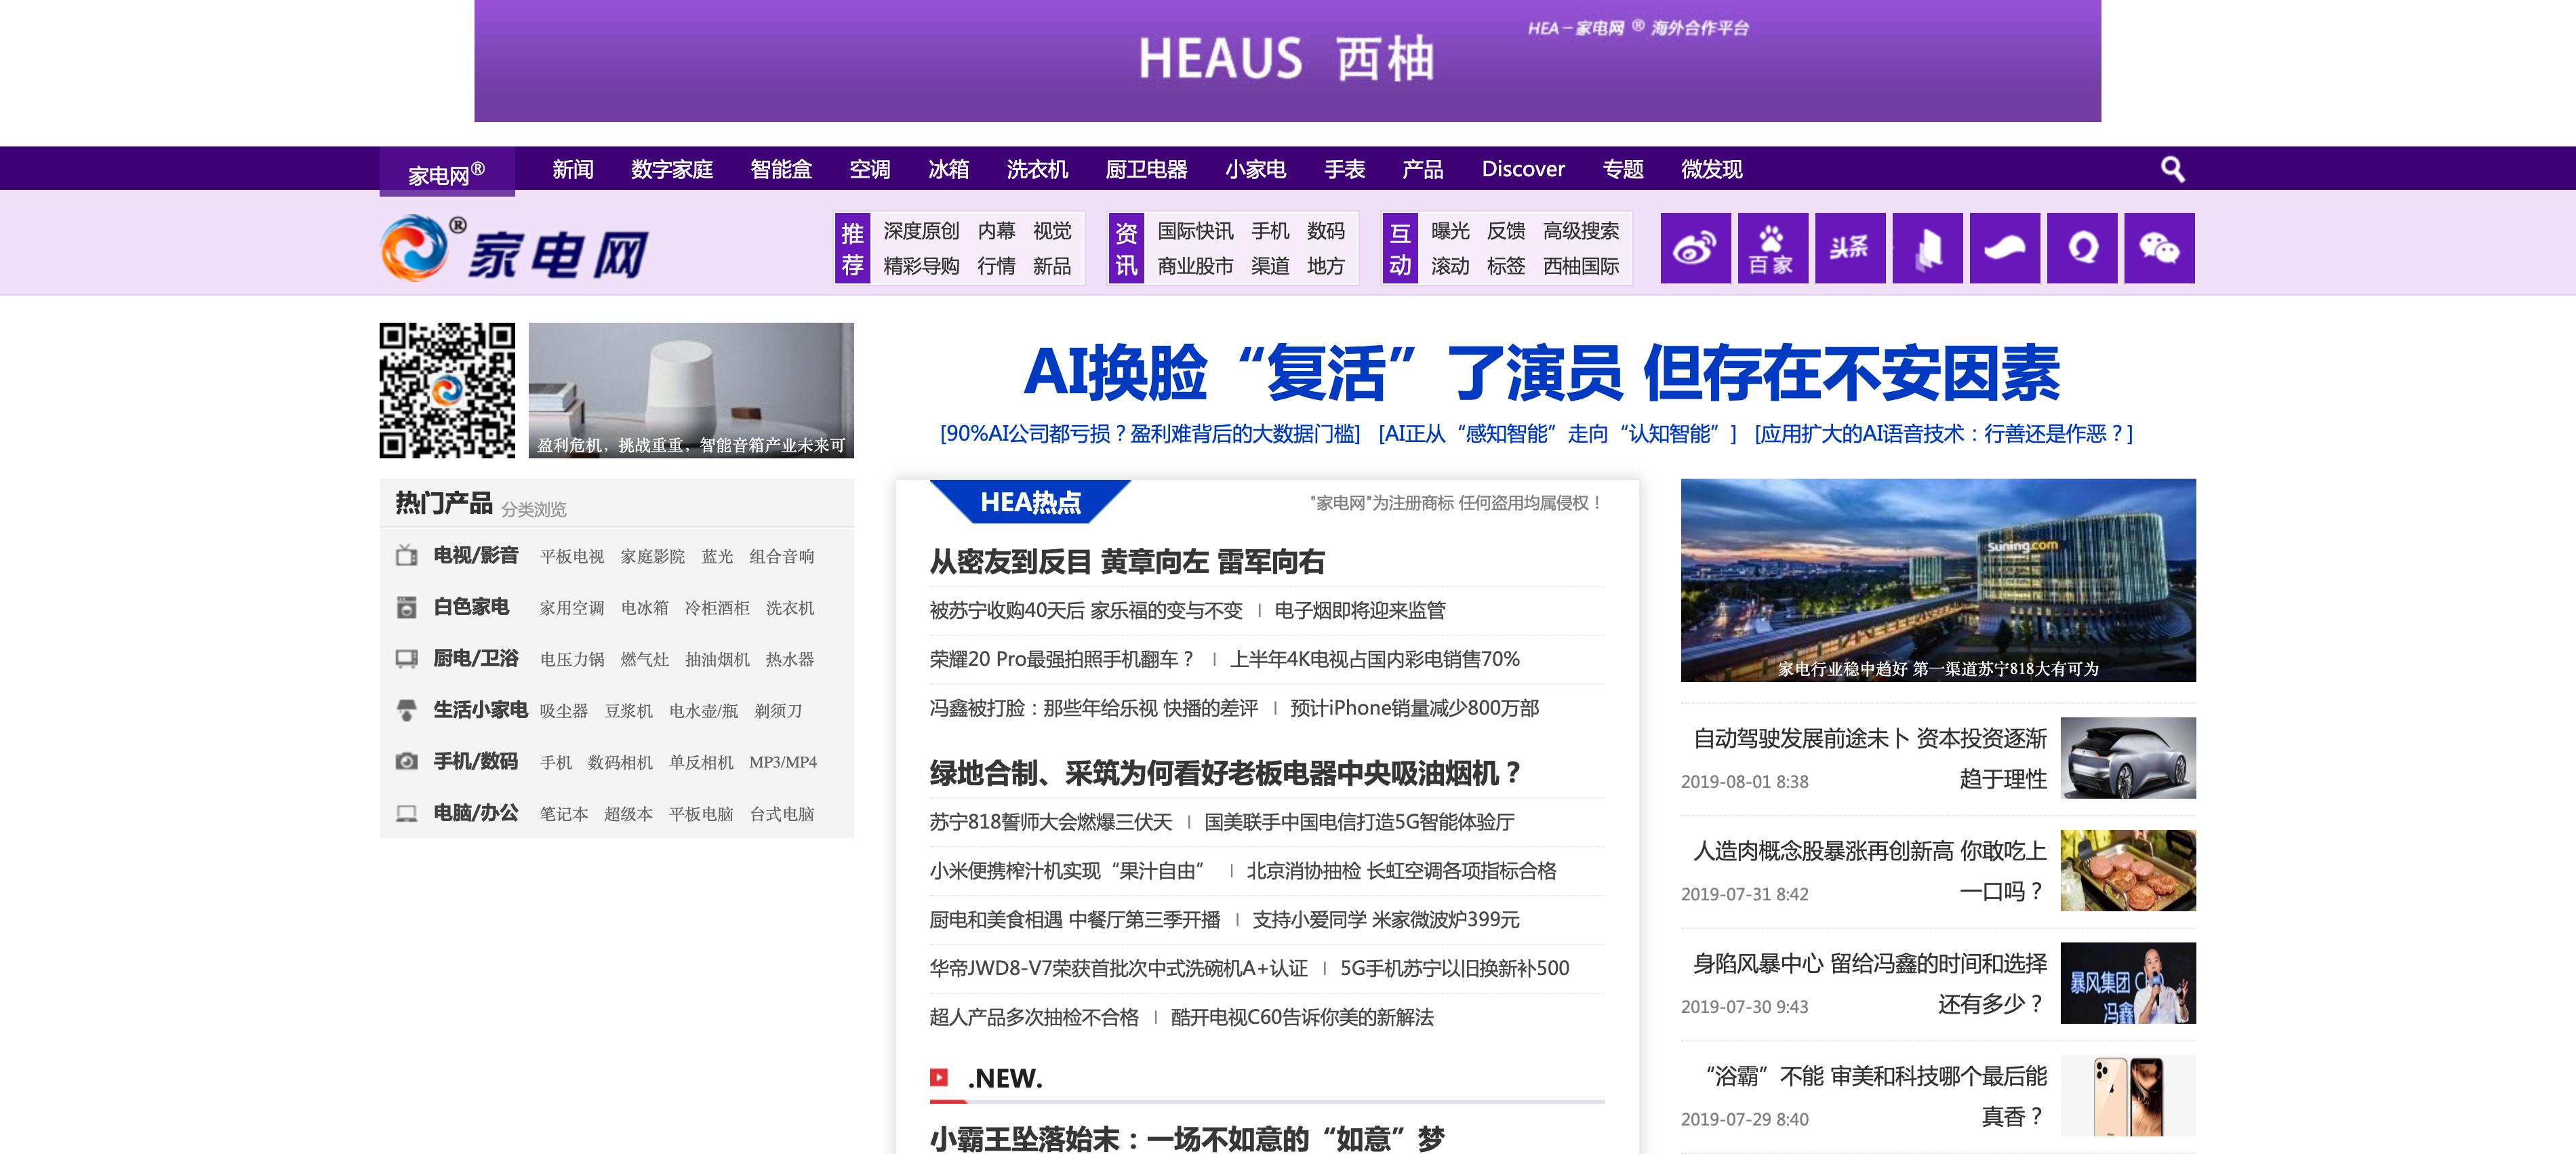 HEAUS 西柚
HEA－家电网 ® 海外合作平台
家电网® 新闻 数字家庭 智能盒 空调 冰箱 洗衣机 厨卫电器 小家电 手表 产品 Discover 专题 微发现
®家电网
推荐
深度原创 内幕 视觉
精彩导购 行情 新品
资讯
国际快讯 手机 数码
商业股市 渠道 地方
互动
曝光 反馈 高级搜索
滚动 标签 西柚国际
百家
头条
盈利危机，挑战重重，智能音箱产业未来可
AI换脸“复活”了演员 但存在不安因素
[90%AI公司都亏损？盈利难背后的大数据门槛] [AI正从“感知智能”走向“认知智能”] [应用扩大的AI语音技术：行善还是作恶？]
热门产品 分类浏览
电视/影音 平板电视 家庭影院 蓝光 组合音响
白色家电 家用空调 电冰箱 冷柜酒柜 洗衣机
厨电/卫浴 电压力锅 燃气灶 抽油烟机 热水器
生活小家电 吸尘器 豆浆机 电水壶/瓶 剃须刀
手机/数码 手机 数码相机 单反相机 MP3/MP4
电脑/办公 笔记本 超级本 平板电脑 台式电脑
HEA热点 "家电网"为注册商标 任何盗用均属侵权！
从密友到反目 黄章向左 雷军向右
被苏宁收购40天后 家乐福的变与不变 | 电子烟即将迎来监管
荣耀20 Pro最强拍照手机翻车？ | 上半年4K电视占国内彩电销售70%
冯鑫被打脸：那些年给乐视 快播的差评 | 预计iPhone销量减少800万部
绿地合制、采筑为何看好老板电器中央吸油烟机？
苏宁818誓师大会燃爆三伏天 | 国美联手中国电信打造5G智能体验厅
小米便携榨汁机实现“果汁自由” | 北京消协抽检 长虹空调各项指标合格
厨电和美食相遇 中餐厅第三季开播 | 支持小爱同学 米家微波炉399元
华帝JWD8-V7荣获首批次中式洗碗机A+认证 | 5G手机苏宁以旧换新补500
超人产品多次抽检不合格 | 酷开电视C60告诉你美的新解法
.NEW.
小霸王坠落始末：一场不如意的“如意”梦
Suning.com
家电行业稳中趋好 第一渠道苏宁818大有可为
自动驾驶发展前途未卜 资本投资逐渐
趋于理性
2019-08-01 8:38
人造肉概念股暴涨再创新高 你敢吃上
一口吗？
2019-07-31 8:42
身陷风暴中心 留给冯鑫的时间和选择
还有多少？
2019-07-30 9:43
暴风集团 C
冯鑫
“浴霸”不能 审美和科技哪个最后能
真香？
2019-07-29 8:40